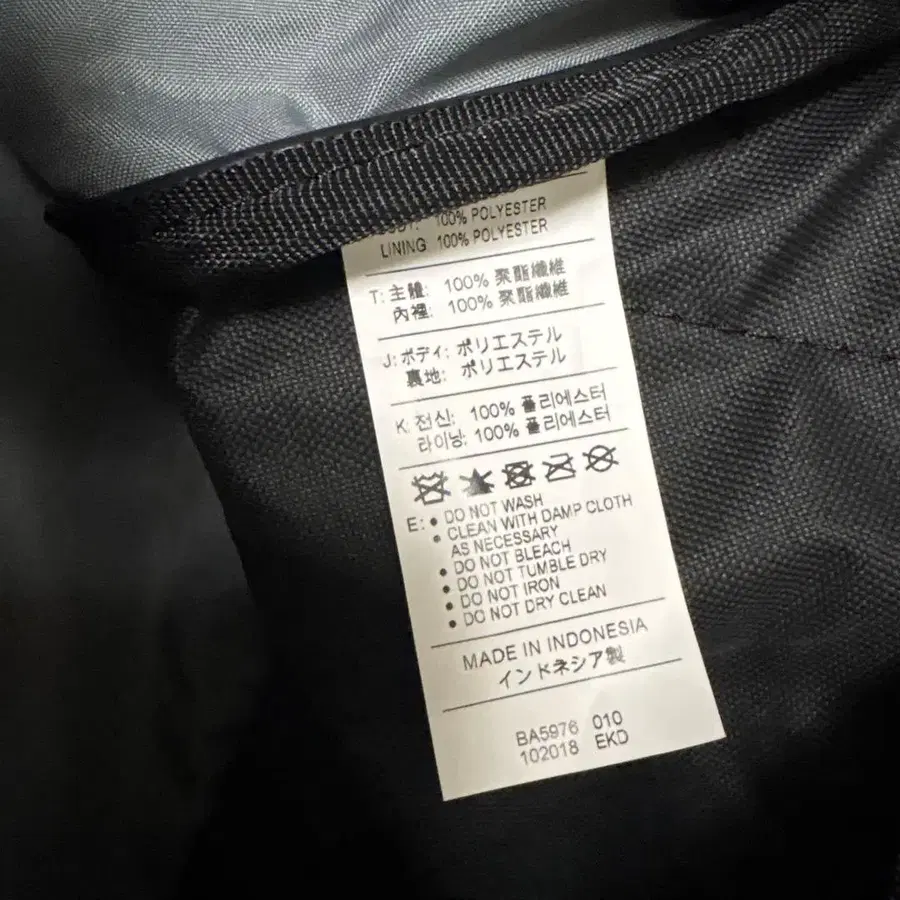 100% POLYESTER
LINING: 100% POLYESTER
T: 主體: 100% 聚酯纖維
內裡: 100% 聚酯纖維
J: ボディ: ポリエステル
裏地: ポリエステル
K: 전신: 100% 폴리에스터
라이닝: 100% 폴리에스터
E: • DO NOT WASH
• CLEAN WITH DAMP CLOTH
AS NECESSARY
• DO NOT BLEACH
• DO NOT TUMBLE DRY
• DO NOT IRON
• DO NOT DRY CLEAN
MADE IN INDONESIA
インドネシア製
BA5976 010
102018 EKD